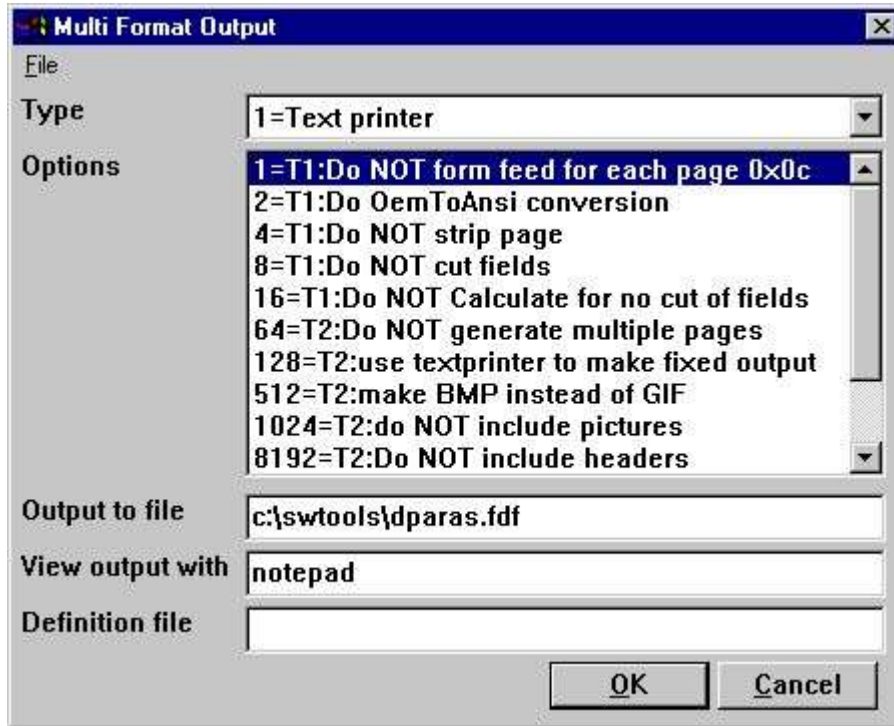 Multi Format Output
File
Type
1=Text printer
Options
1=T1:Do NOT form feed for each page 0x0c
2=T1:Do OemToAnsi conversion
4=T1:Do NOT strip page
8=T1:Do NOT cut fields
16=T1:Do NOT Calculate for no cut of fields
64=T2:Do NOT generate multiple pages
128=T2:use textprinter to make fixed output
512=T2:make BMP instead of GIF
1024=T2:do NOT include pictures
8192=T2:Do NOT include headers
Output to file
c:\swtools\dparas.fdf
View output with
notepad
Definition file
OK
Cancel